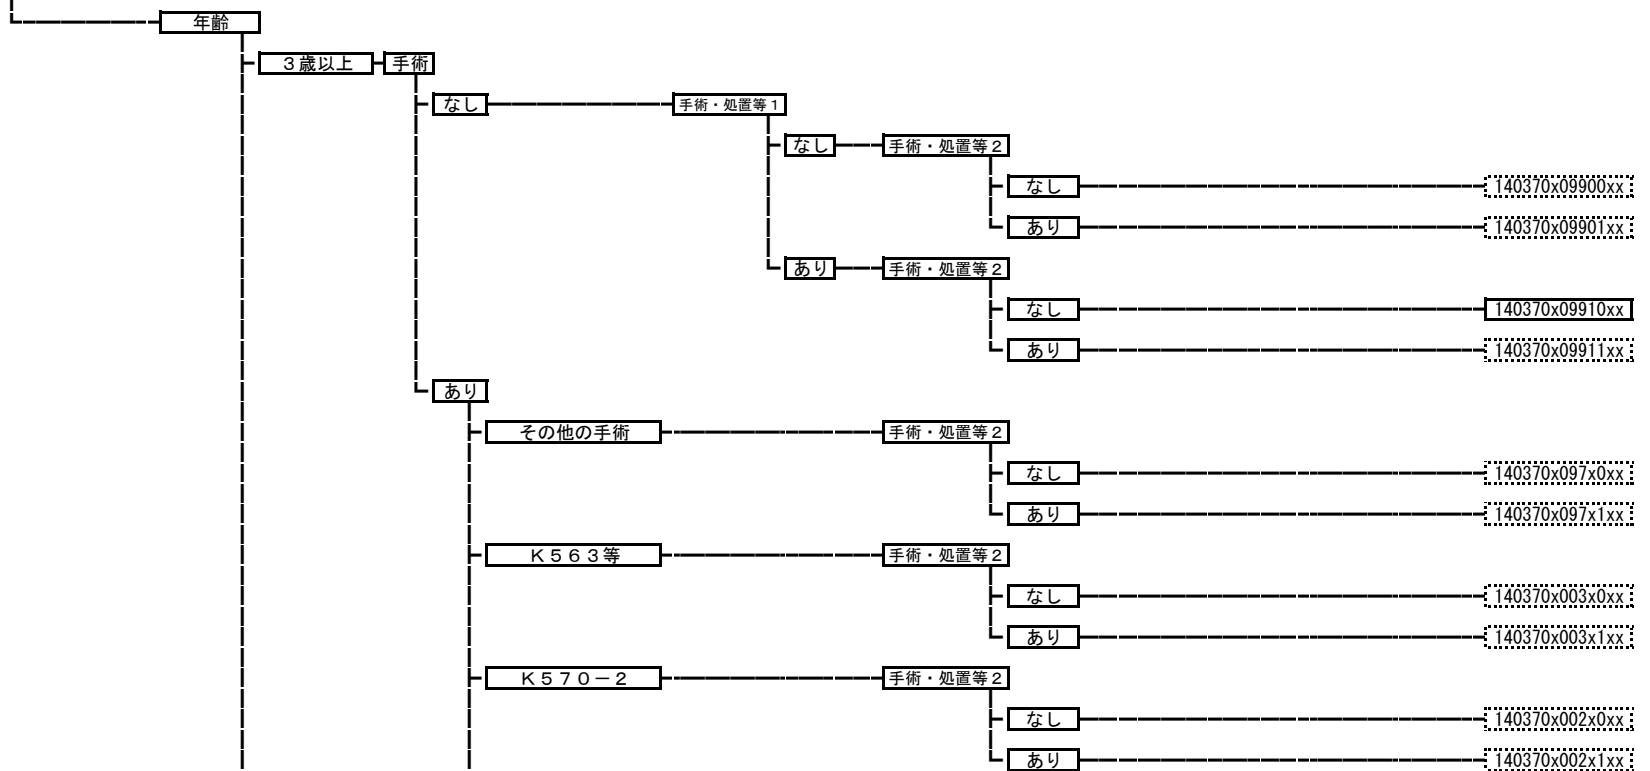 年齢
３歳以上 手術
なし 手術・処置等１
なし 手術・処置等２
なし 140370x09900xx
あり 140370x09901xx
あり 手術・処置等２
なし 140370x09910xx
あり 140370x09911xx
あり
その他の手術 手術・処置等２
なし 140370x097x0xx
あり 140370x097x1xx
Ｋ５６３等 手術・処置等２
なし 140370x003x0xx
あり 140370x003x1xx
Ｋ５７０－２ 手術・処置等２
なし 140370x002x0xx
あり 140370x002x1xx